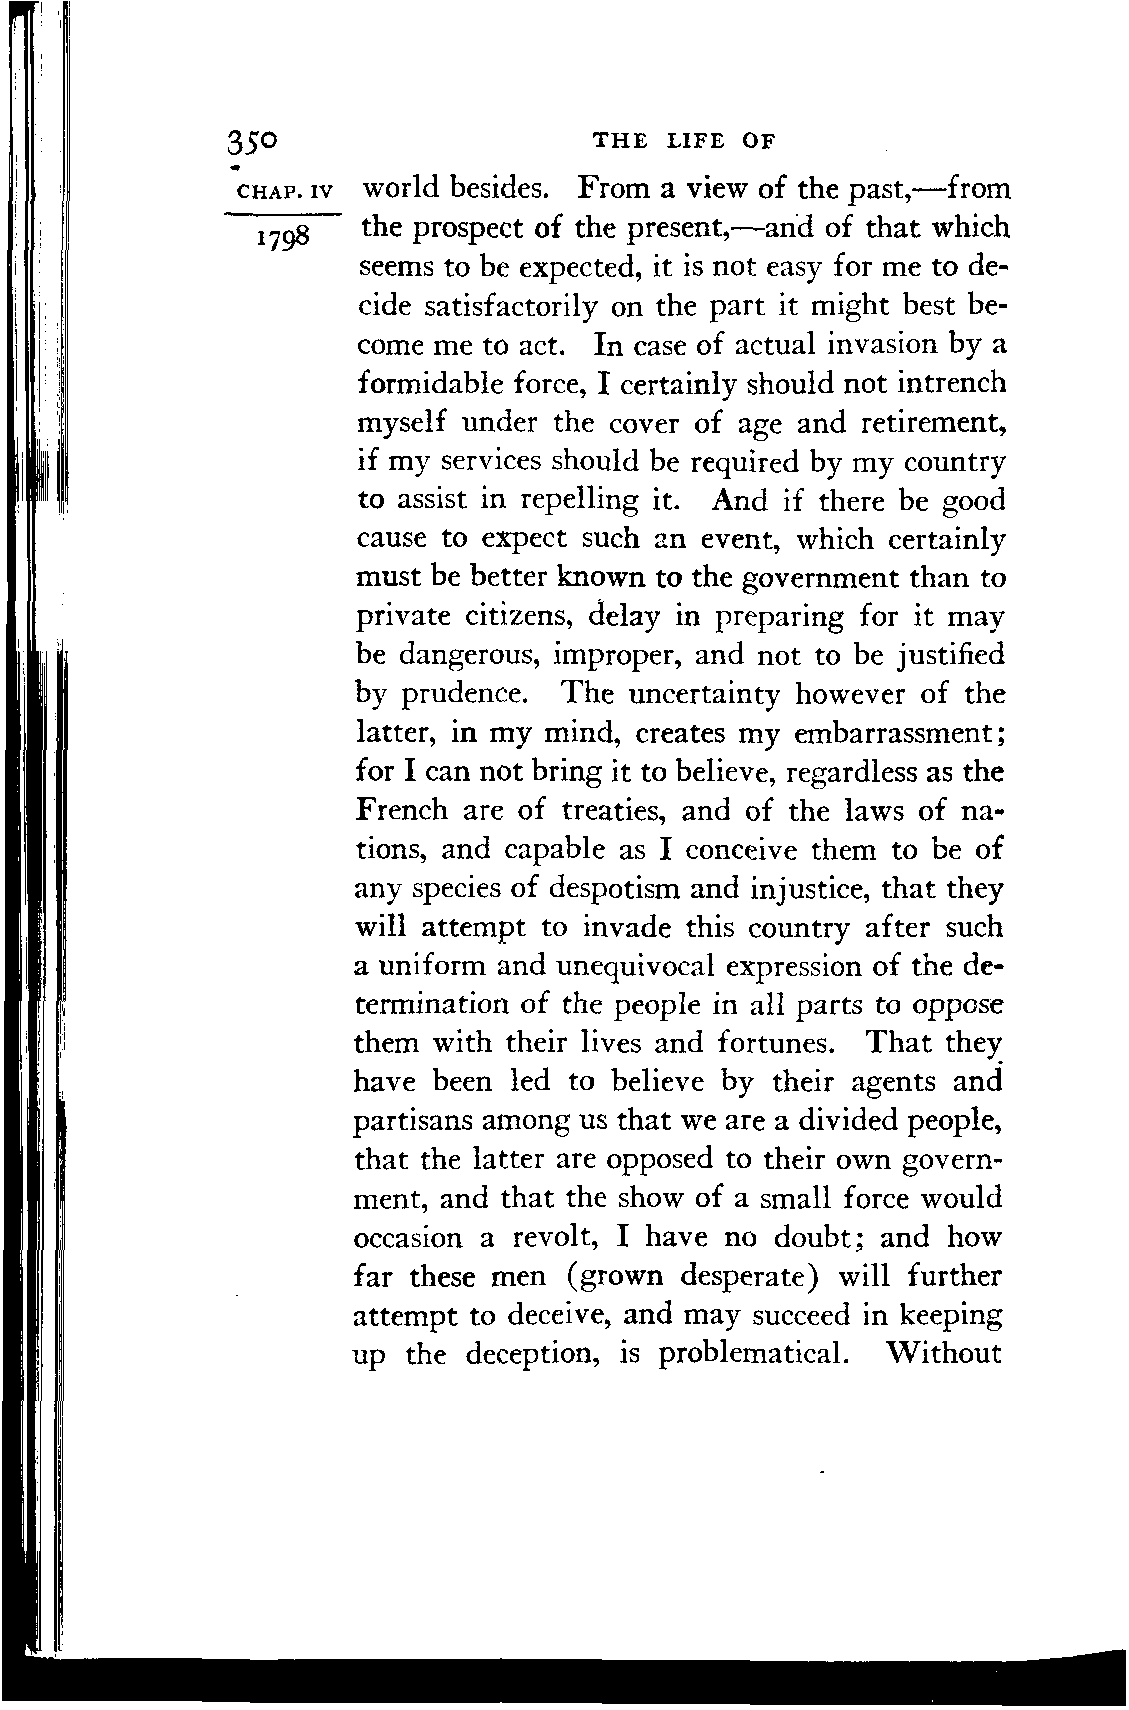 350 THE LIFE OF
CHAP. IV world besides. From a view of the past,—from
1798 the prospect of the present,—and of that which
seems to be expected, it is not easy for me to de-
cide satisfactorily on the part it might best be-
come me to act. In case of actual invasion by a
formidable force, I certainly should not intrench
myself under the cover of age and retirement,
if my services should be required by my country
to assist in repelling it. And if there be good
cause to expect such an event, which certainly
must be better known to the government than to
private citizens, delay in preparing for it may
be dangerous, improper, and not to be justified
by prudence. The uncertainty however of the
latter, in my mind, creates my embarrassment;
for I can not bring it to believe, regardless as the
French are of treaties, and of the laws of na-
tions, and capable as I conceive them to be of
any species of despotism and injustice, that they
will attempt to invade this country after such
a uniform and unequivocal expression of the de-
termination of the people in all parts to oppose
them with their lives and fortunes. That they
have been led to believe by their agents and
partisans among us that we are a divided people,
that the latter are opposed to their own govern-
ment, and that the show of a small force would
occasion a revolt, I have no doubt; and how
far these men (grown desperate) will further
attempt to deceive, and may succeed in keeping
up the deception, is problematical. Without